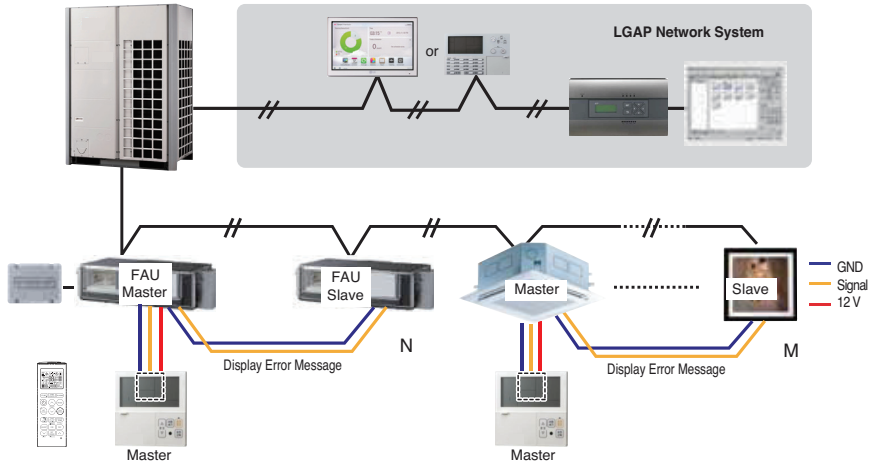 LGAP Network System
or
FAU
Master
FAU
Slave
Master
Slave
GND
Signal
12 V
N
M
Display Error Message
Display Error Message
Master
Master